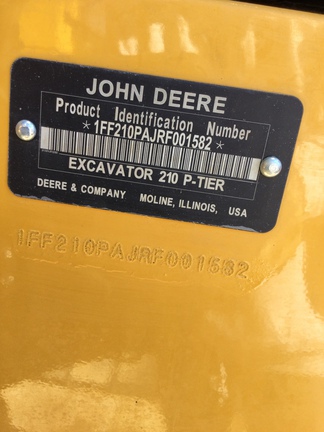 JOHN DEERE
Product Identification Number
*1FF210PAJRF001582*
EXCAVATOR 210 P-TIER
DEERE & COMPANY MOLINE, ILLINOIS, USA
1FF210PAJRF001582